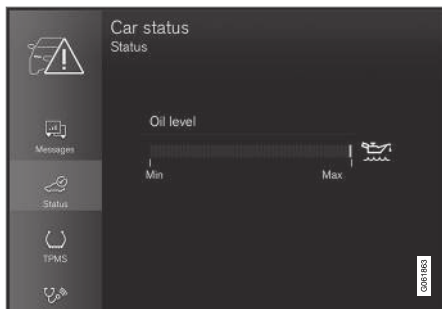 Car status
Status
Messages
Status
TPMS
Oil level
Min
Max
G061863